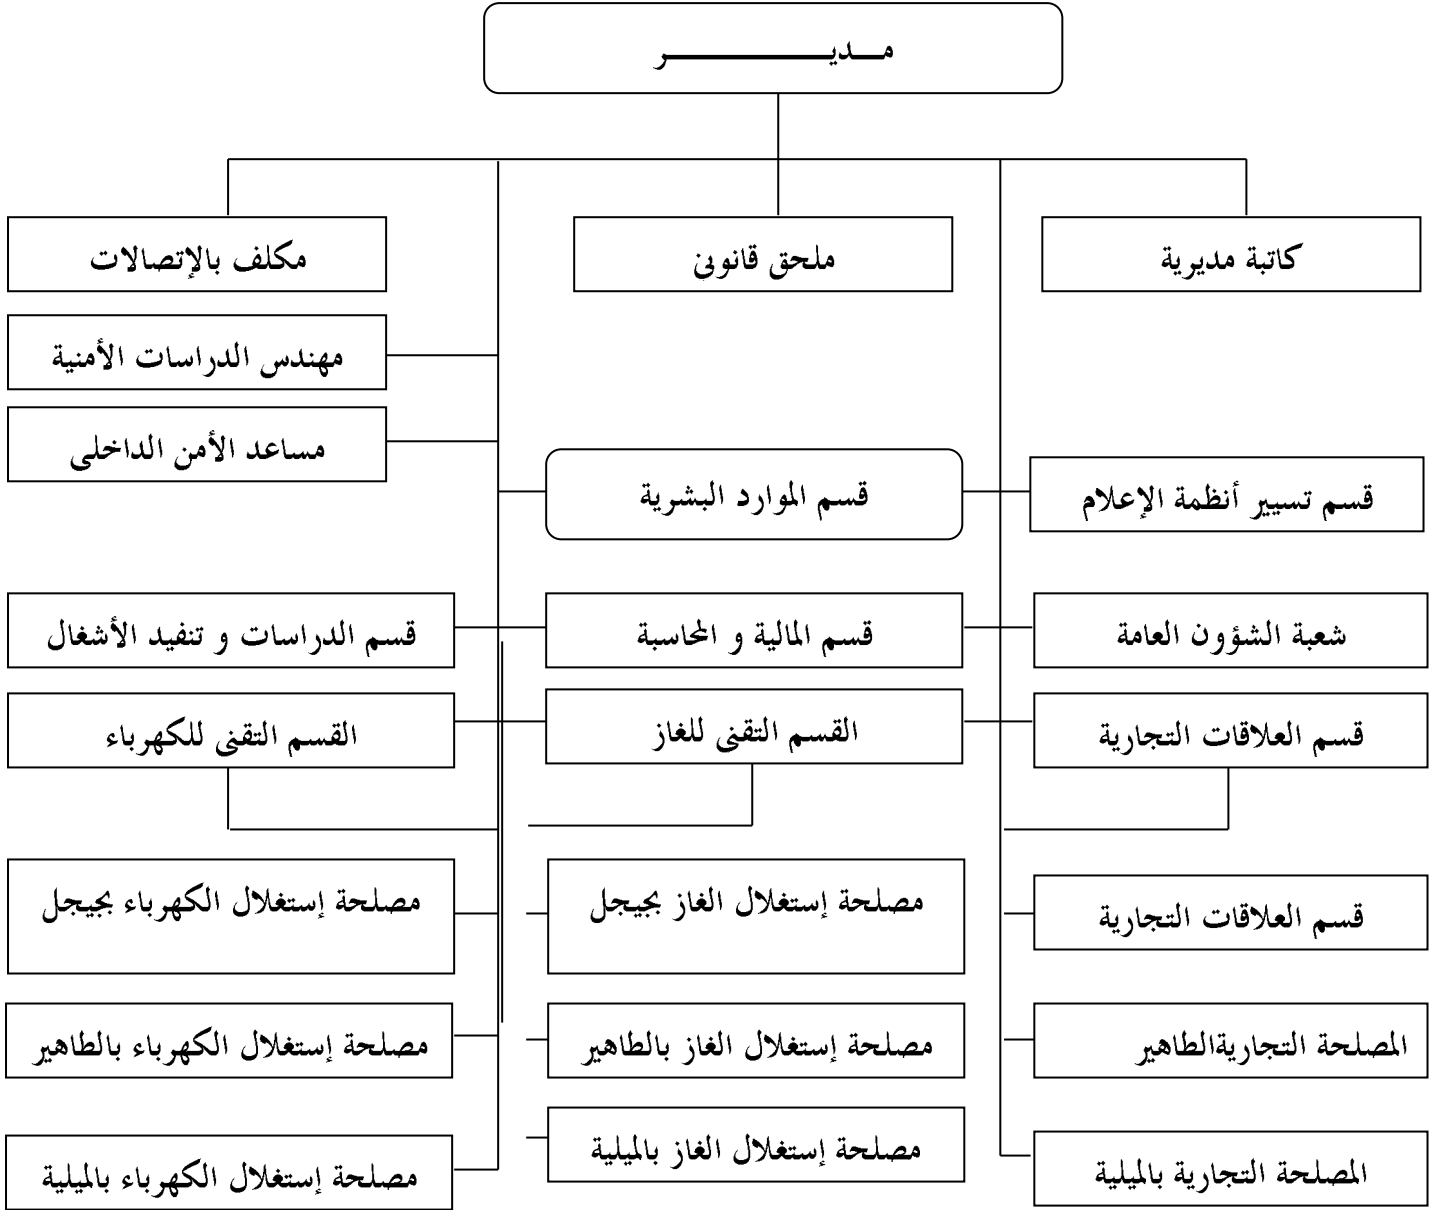 مـــديـــــــــــــــر
كاتبة مديرية
ملحق قانوني
مكلف بالإتصالات
مهندس الدراسات الأمنية
مساعد الأمن الداخلي
قسم تسيير أنظمة الإعلام
قسم الموارد البشرية
شعبة الشؤون العامة
قسم المالية و المحاسبة
قسم الدراسات و تنفيد الأشغال
قسم العلاقات التجارية
القسم التقني للغاز
القسم التقني للكهرباء
قسم العلاقات التجارية
مصلحة إستغلال الغاز بجيجل
مصلحة إستغلال الكهرباء بجيجل
المصلحة التجاريةالطاهير
مصلحة إستغلال الغاز بالطاهير
مصلحة إستغلال الكهرباء بالطاهير
المصلحة التجارية بالميلية
مصلحة إستغلال الغاز بالميلية
مصلحة إستغلال الكهرباء بالميلية